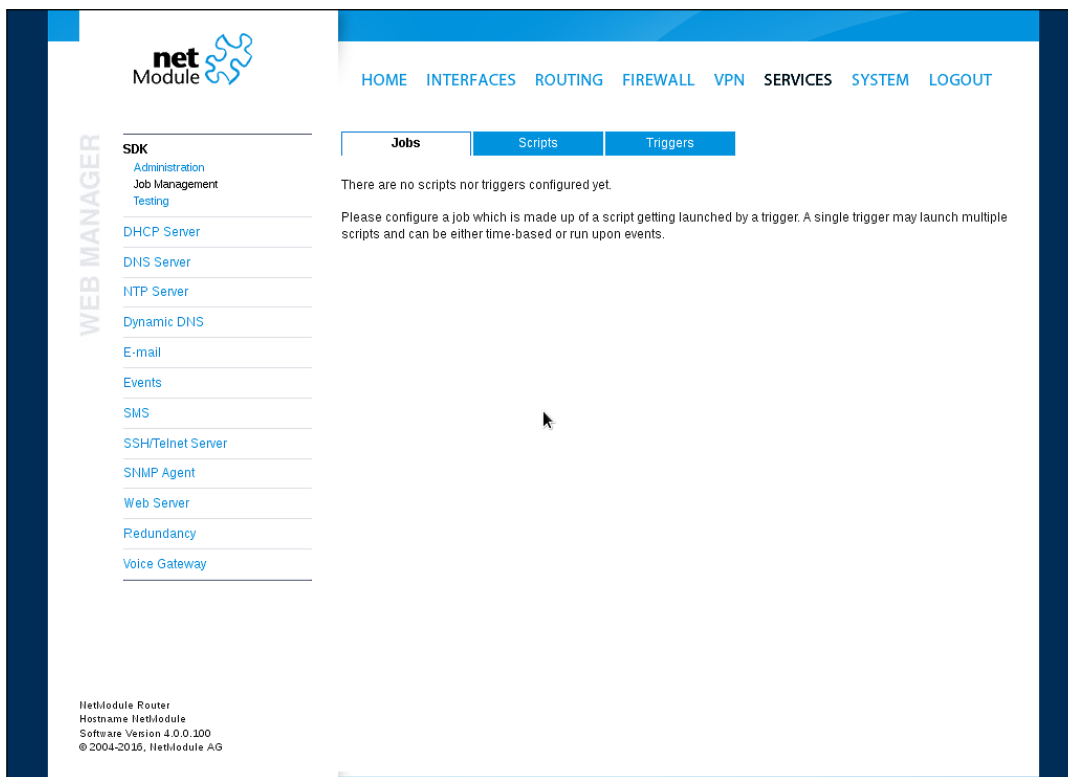 net
Module
HOME INTERFACES ROUTING FIREWALL VPN SERVICES SYSTEM LOGOUT
WEB MANAGER
SDK
Administration
Job Management
Testing
DHCP Server
DNS Server
NTP Server
Dynamic DNS
E-mail
Events
SMS
SSH/Telnet Server
SNMP Agent
Web Server
Redundancy
Voice Gateway
Jobs Scripts Triggers
There are no scripts nor triggers configured yet.
Please configure a job which is made up of a script getting launched by a trigger. A single trigger may launch multiple
scripts and can be either time-based or run upon events.
NetModule Router
Hostname NetModule
Software Version 4.0.0.100
© 2004-2016, NetModule AG